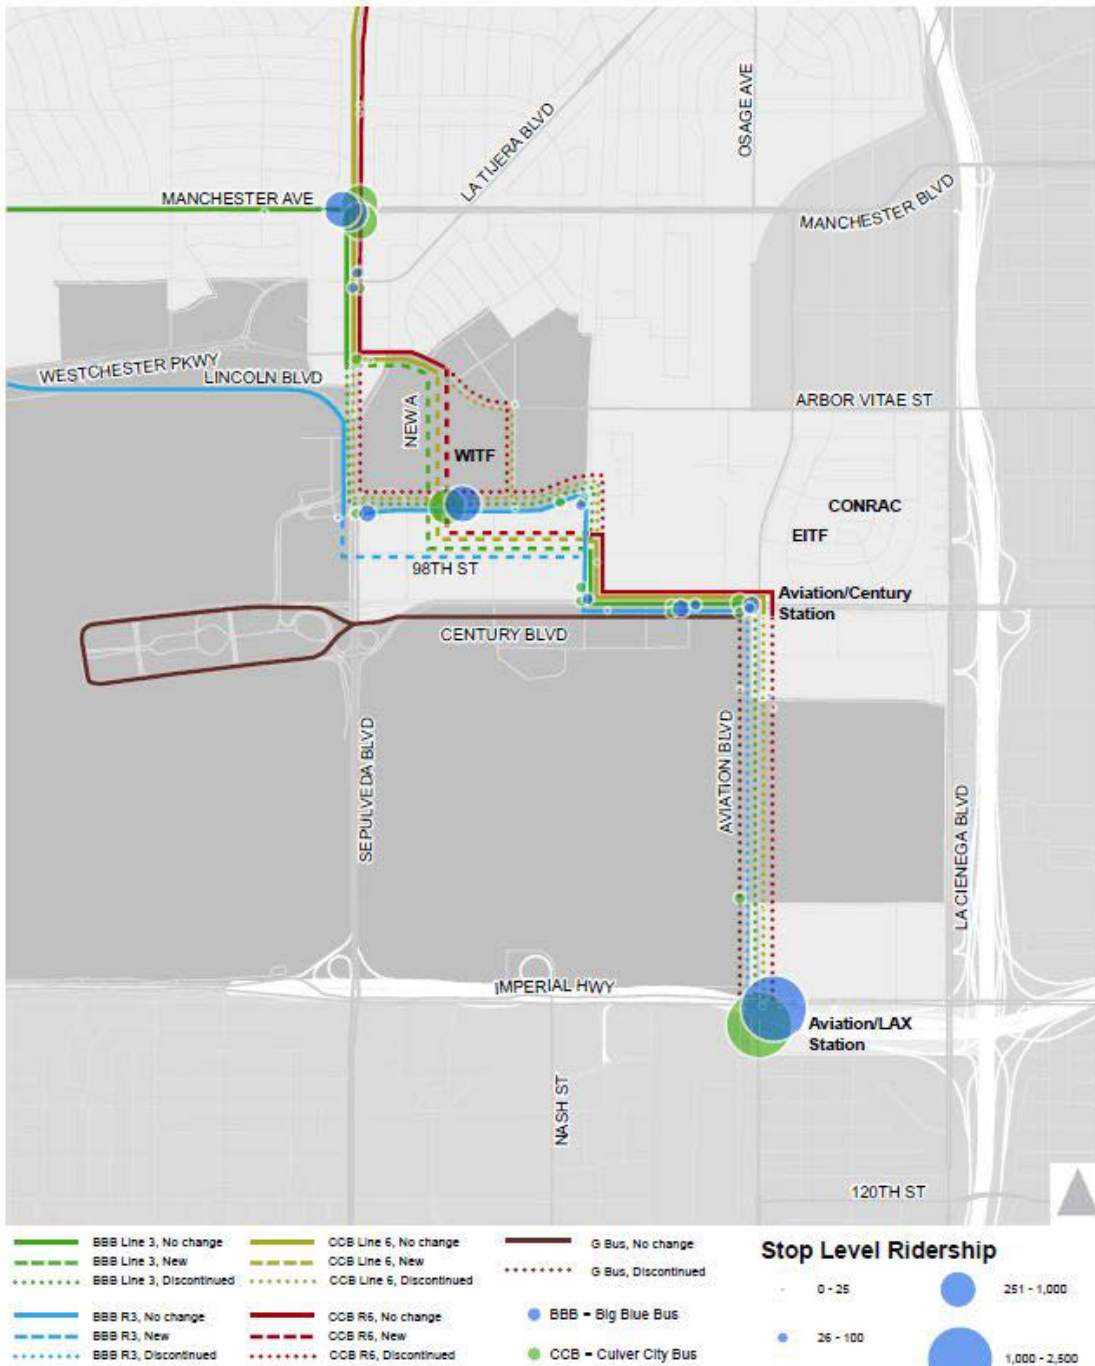 OSAGE AVE
LA TIJERA BLVD
MANCHESTER AVE
MANCHESTER BLVD
WESTCHESTER PKWY
LINCOLN BLVD
ARBOR VITAE ST
NEW A
WITF
CONRAC
EITF
98TH ST
Aviation/Century
Station
CENTURY BLVD
SEPULVEDA BLVD
AVIATION BLVD
LA CIENEGA BLVD
IMPERIAL HWY
Aviation/LAX
Station
NASH ST
120TH ST
BBB Line 3, No change
BBB Line 3, New
BBB Line 3, Discontinued
BBB R3, No change
BBB R3, New
BBB R3, Discontinued
CCB Line 6, No change
CCB Line 6, New
CCB Line 6, Discontinued
CCB R6, No change
CCB R6, New
CCB R6, Discontinued
G Bus, No change
G Bus, Discontinued
BBB = Big Blue Bus
CCB = Culver City Bus
Stop Level Ridership
0 - 25
26 - 100
251 - 1,000
1,000 - 2,500